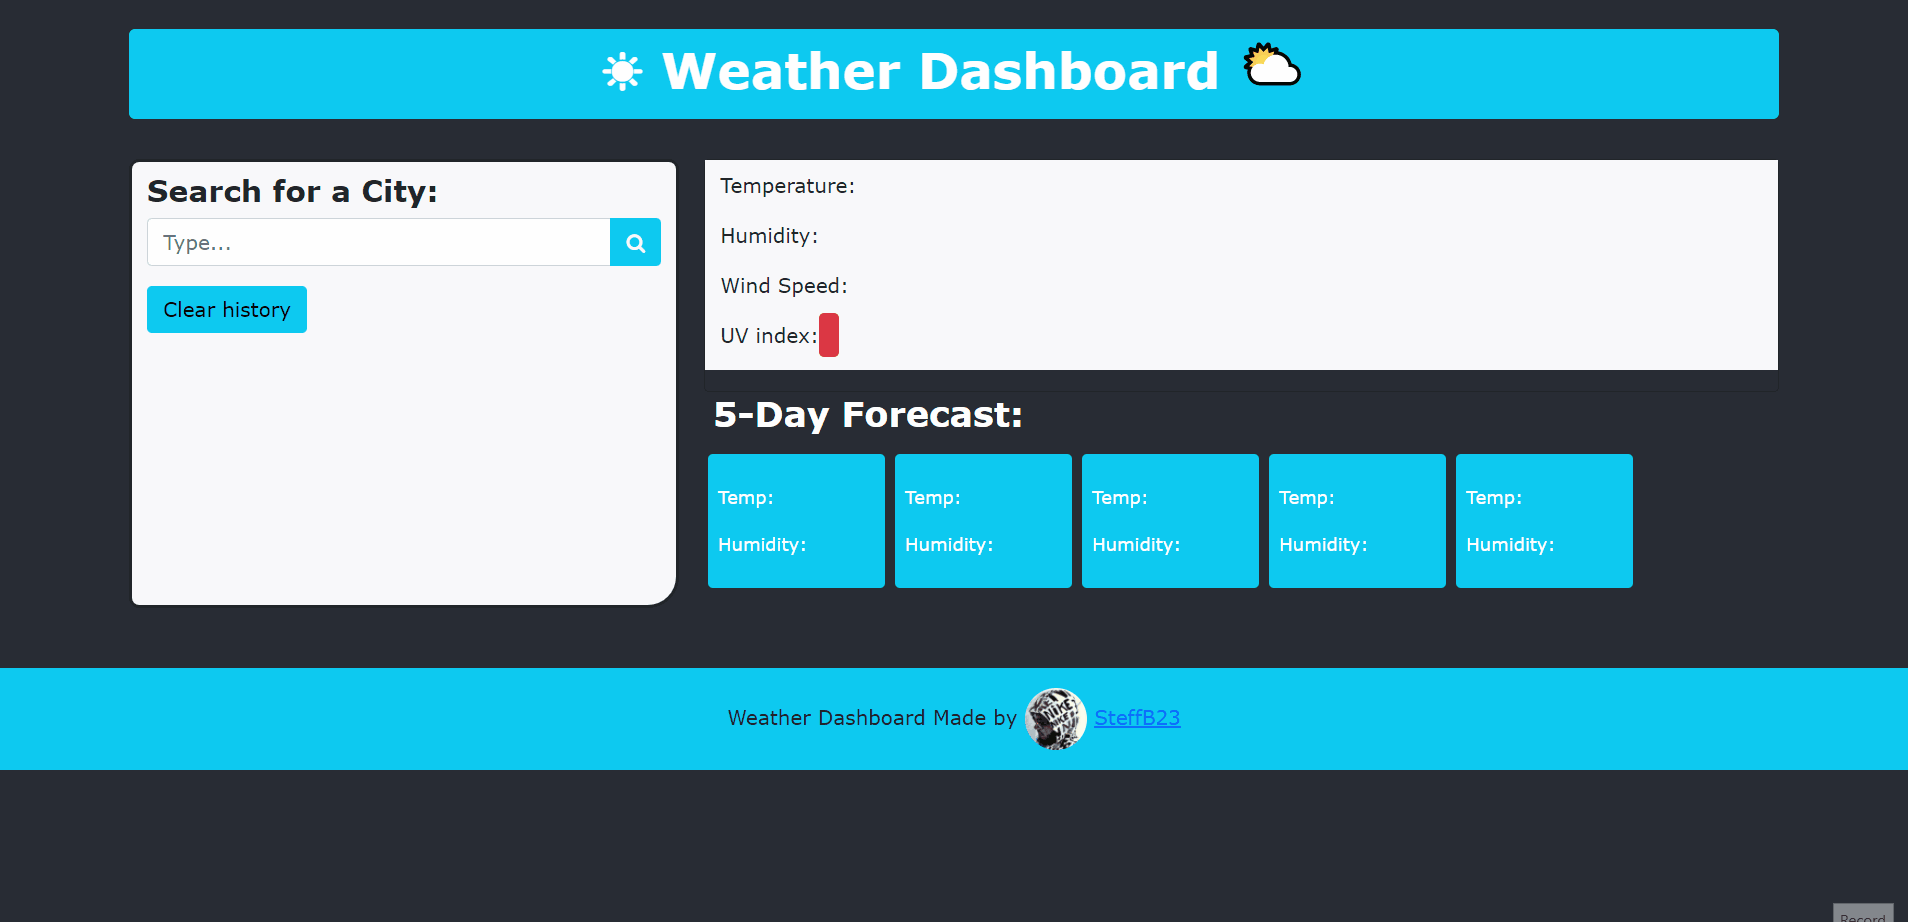 Weather Dashboard
Search for a City:
Type...
Clear history
Temperature:
Humidity:
Wind Speed:
UV index:
5-Day Forecast:
Temp: Temp: Temp: Temp: Temp:
Humidity: Humidity: Humidity: Humidity: Humidity:
Weather Dashboard Made by SteffB23
Record